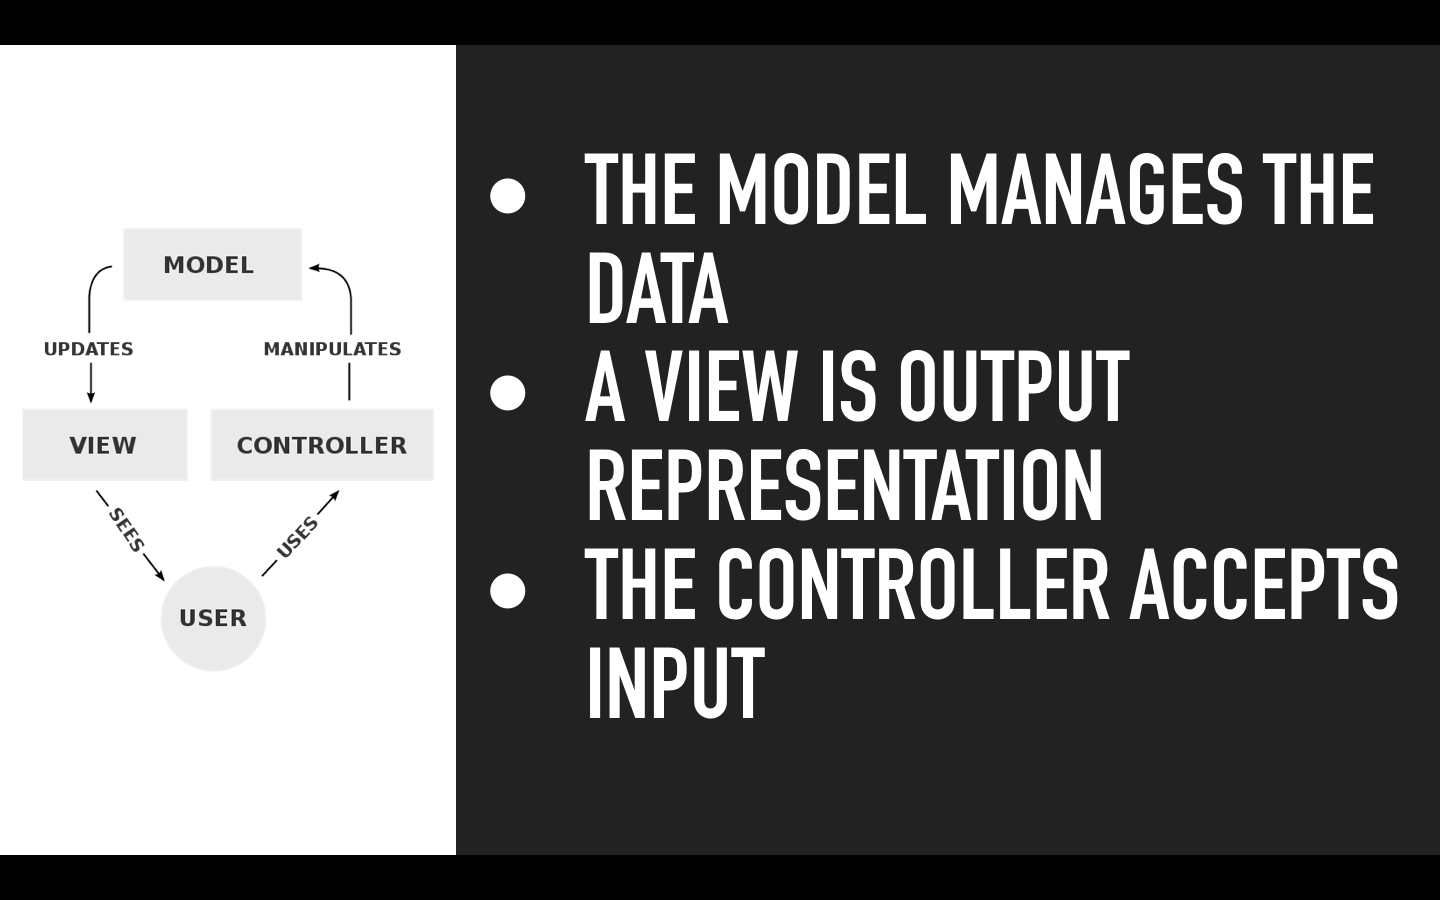 MODEL
UPDATES
MANIPULATES
VIEW
CONTROLLER
SEES
USES
USER
● THE MODEL MANAGES THE
DATA
● A VIEW IS OUTPUT
REPRESENTATION
● THE CONTROLLER ACCEPTS
INPUT